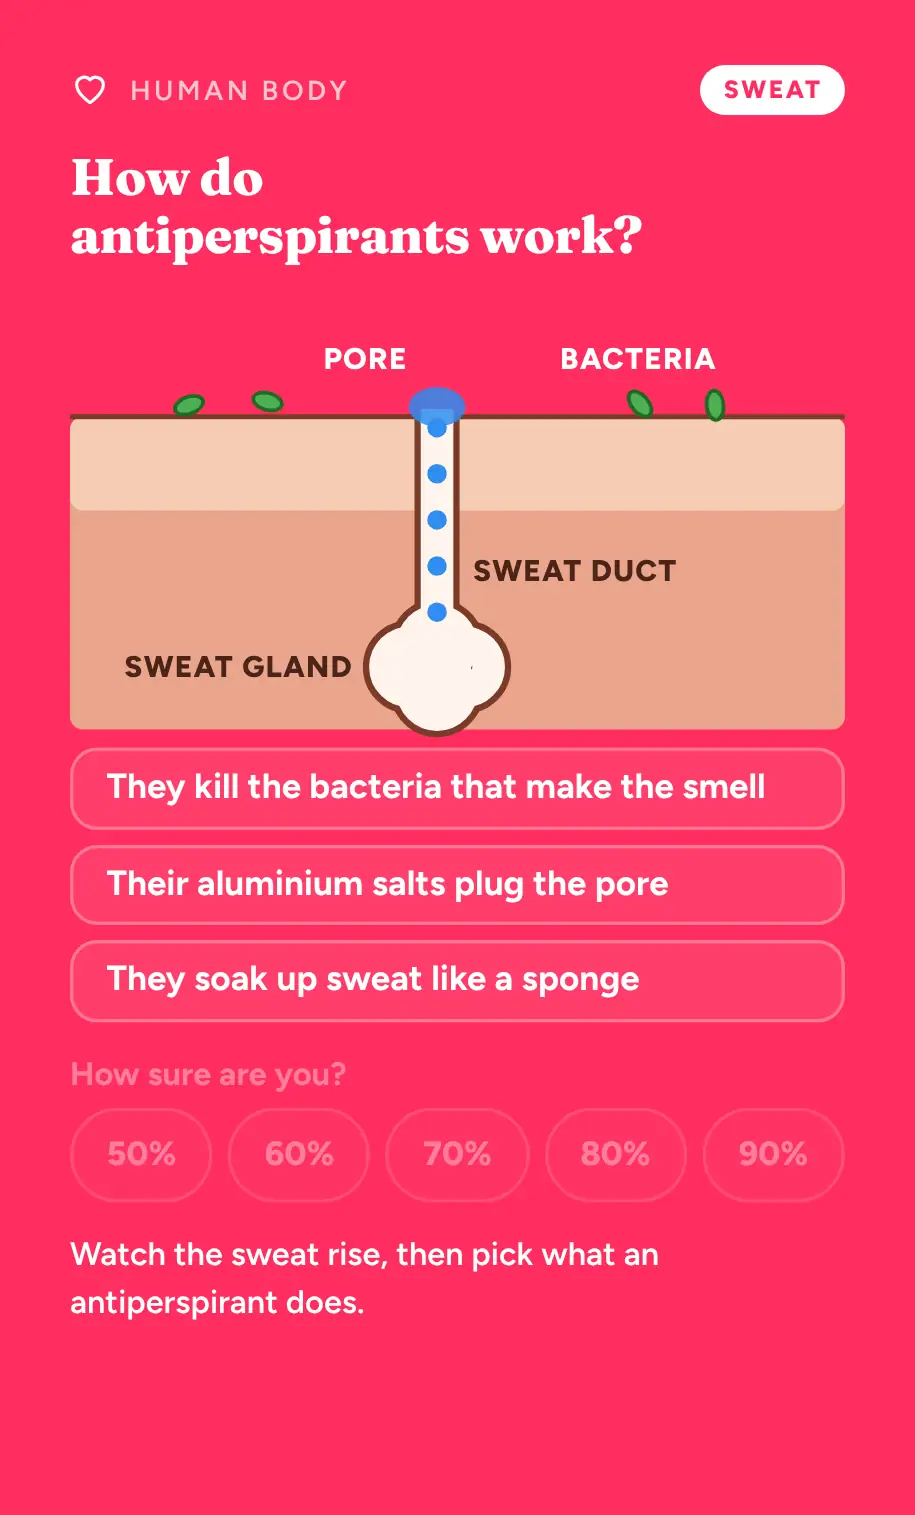 HUMAN BODY
SWEAT
How do
antiperspirants work?
PORE
BACTERIA
SWEAT DUCT
SWEAT GLAND
They kill the bacteria that make the smell
Their aluminium salts plug the pore
They soak up sweat like a sponge
How sure are you?
50%
60%
70%
80%
90%
Watch the sweat rise, then pick what an
antiperspirant does.